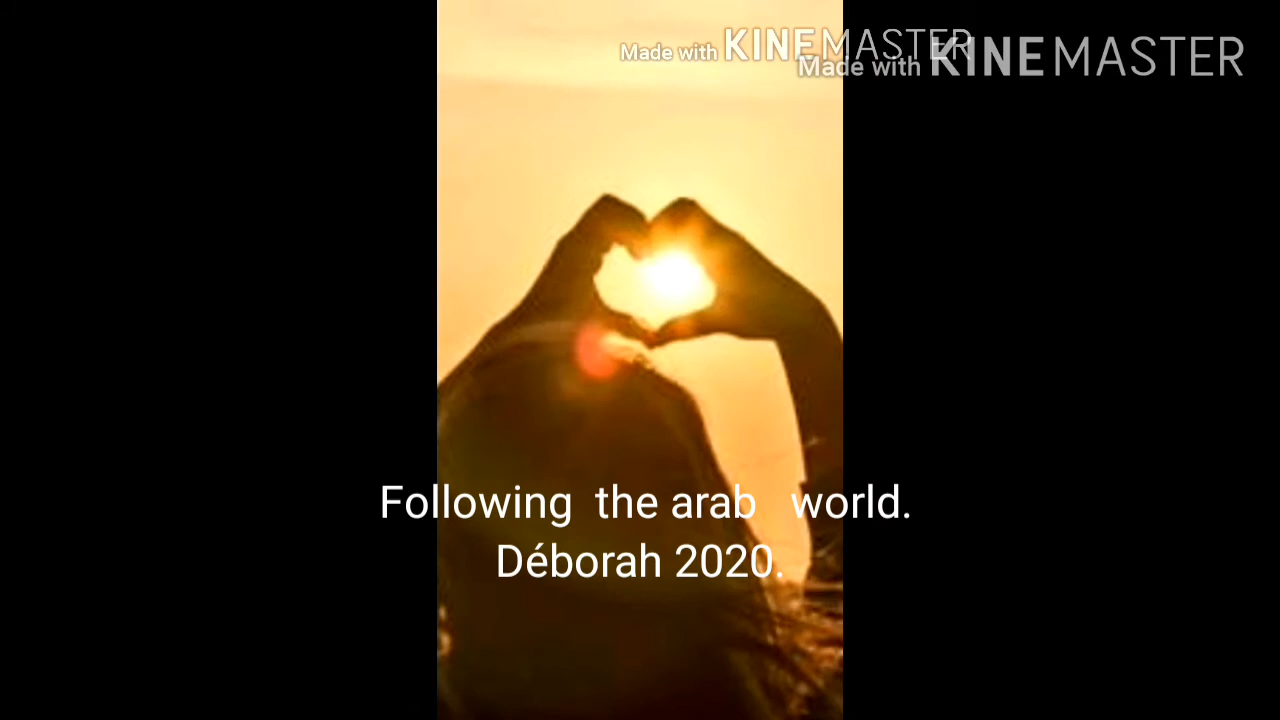 Made with KINEMASTER
Made with KINEMASTER
Following the arab world.
Déborah 2020.